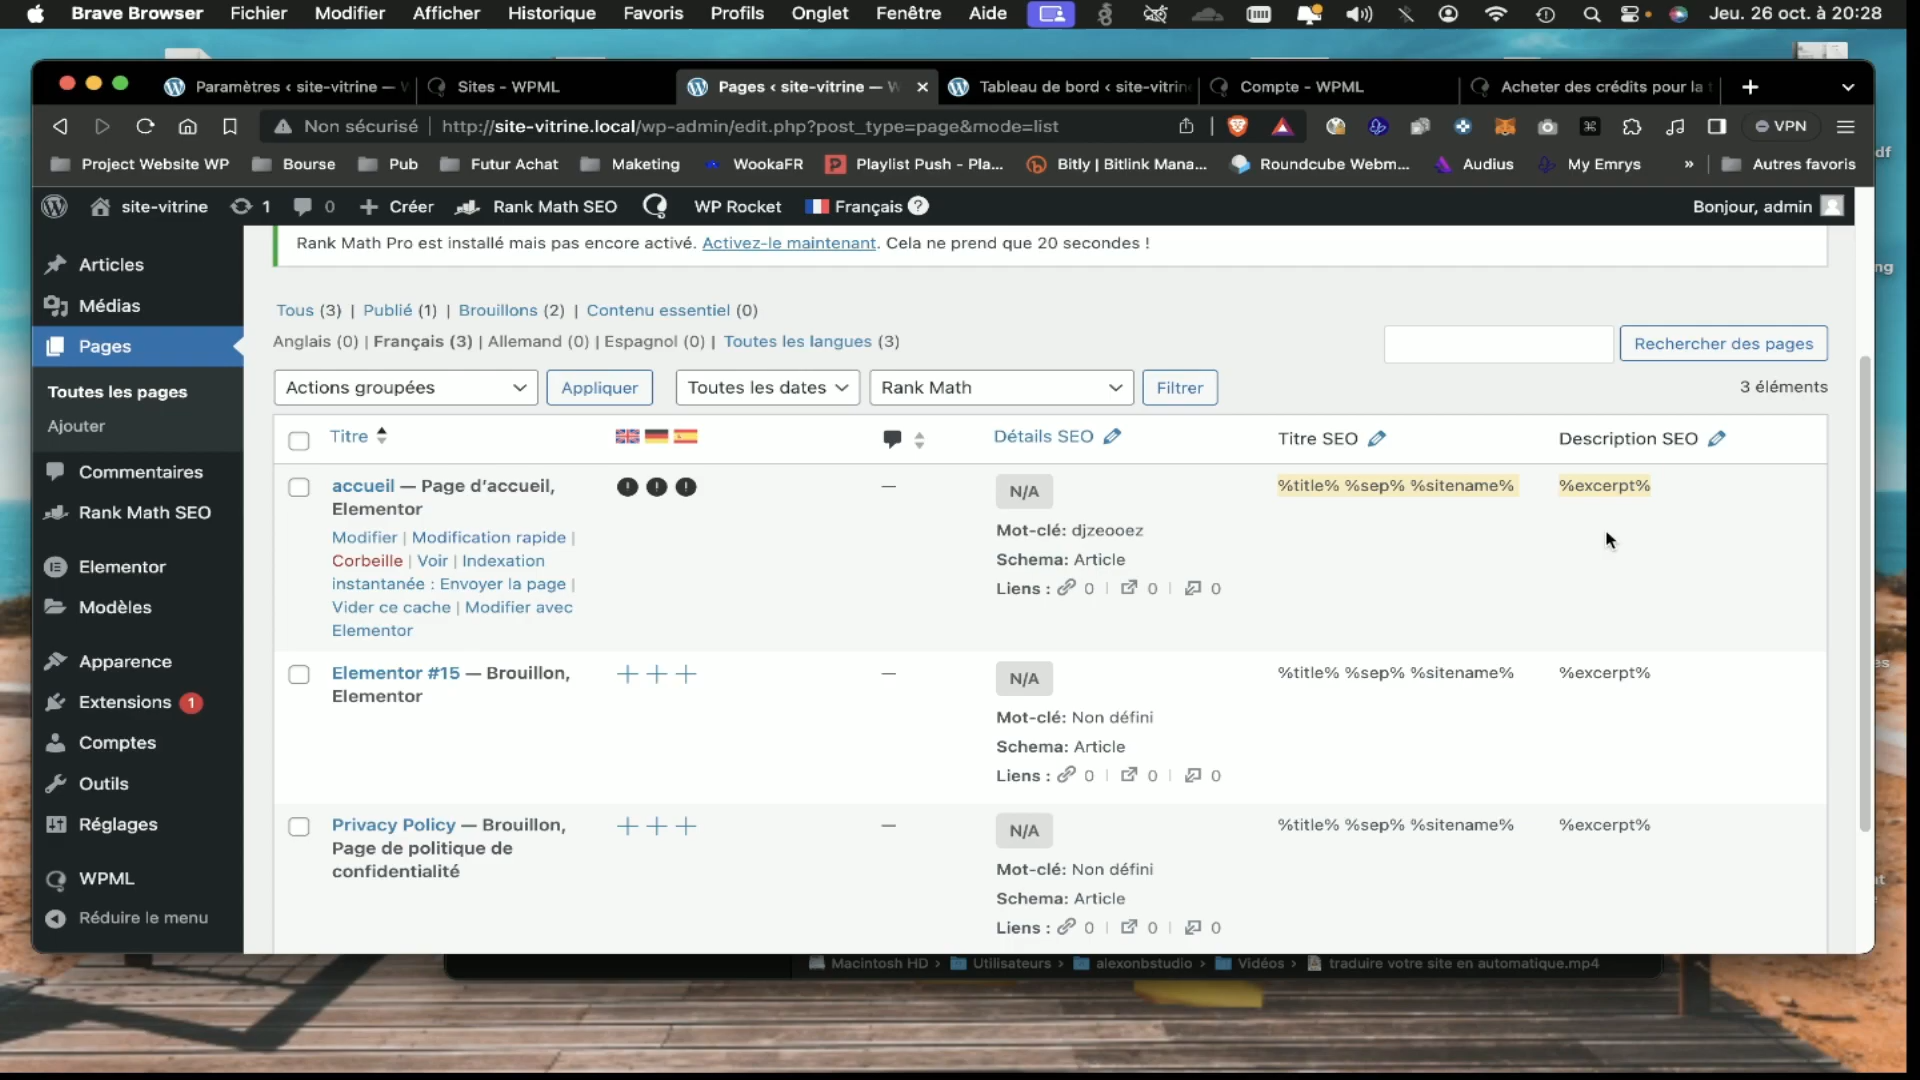 Brave Browser Fichier Modifier Afficher Historique Favoris Profils Onglet Fenêtre Aide Jeu. 26 oct. à 20:28
Paramètres ‹ site-vitrine — W Sites – WPML Pages ‹ site-vitrine — W Tableau de bord ‹ site-vitrin Compte – WPML Acheter des crédits pour la t
Non sécurisé http://site-vitrine.local/wp-admin/edit.php?post_type=page&mode=list VPN
Project Website WP Bourse Pub Futur Achat Maketing WookaFR Playlist Push - Pla... Bitly | Bitlink Mana... Roundcube Webm... Audius My Emrys » Autres favoris
site-vitrine 1 0 Créer Rank Math SEO WP Rocket Français Bonjour, admin
Rank Math Pro est installé mais pas encore activé. Activez-le maintenant. Cela ne prend que 20 secondes !
Articles
Médias
Pages
Toutes les pages
Ajouter
Commentaires
Rank Math SEO
Elementor
Modèles
Apparence
Extensions 1
Comptes
Outils
Réglages
WPML
Réduire le menu
Tous (3) | Publié (1) | Brouillons (2) | Contenu essentiel (0)
Anglais (0) | Français (3) | Allemand (0) | Espagnol (0) | Toutes les langues (3)
Rechercher des pages
Actions groupées Appliquer Toutes les dates Rank Math Filtrer 3 éléments
Titre Détails SEO Titre SEO Description SEO
accueil — Page d’accueil,
Elementor
Modifier | Modification rapide |
Corbeille | Voir | Indexation
instantanée : Envoyer la page |
Vider ce cache | Modifier avec
Elementor
—
N/A
Mot-clé: djzeooez
Schema: Article
Liens : 0 | 0 | 0
%title% %sep% %sitename%
%excerpt%
Elementor #15 — Brouillon,
Elementor
—
N/A
Mot-clé: Non défini
Schema: Article
Liens : 0 | 0 | 0
%title% %sep% %sitename%
%excerpt%
Privacy Policy — Brouillon,
Page de politique de
confidentialité
—
N/A
Mot-clé: Non défini
Schema: Article
Liens : 0 | 0 | 0
%title% %sep% %sitename%
%excerpt%
Macintosh HD › Utilisateurs › alexonbstudio › Vidéos › traduire votre site en automatique.mp4
df
ng
es